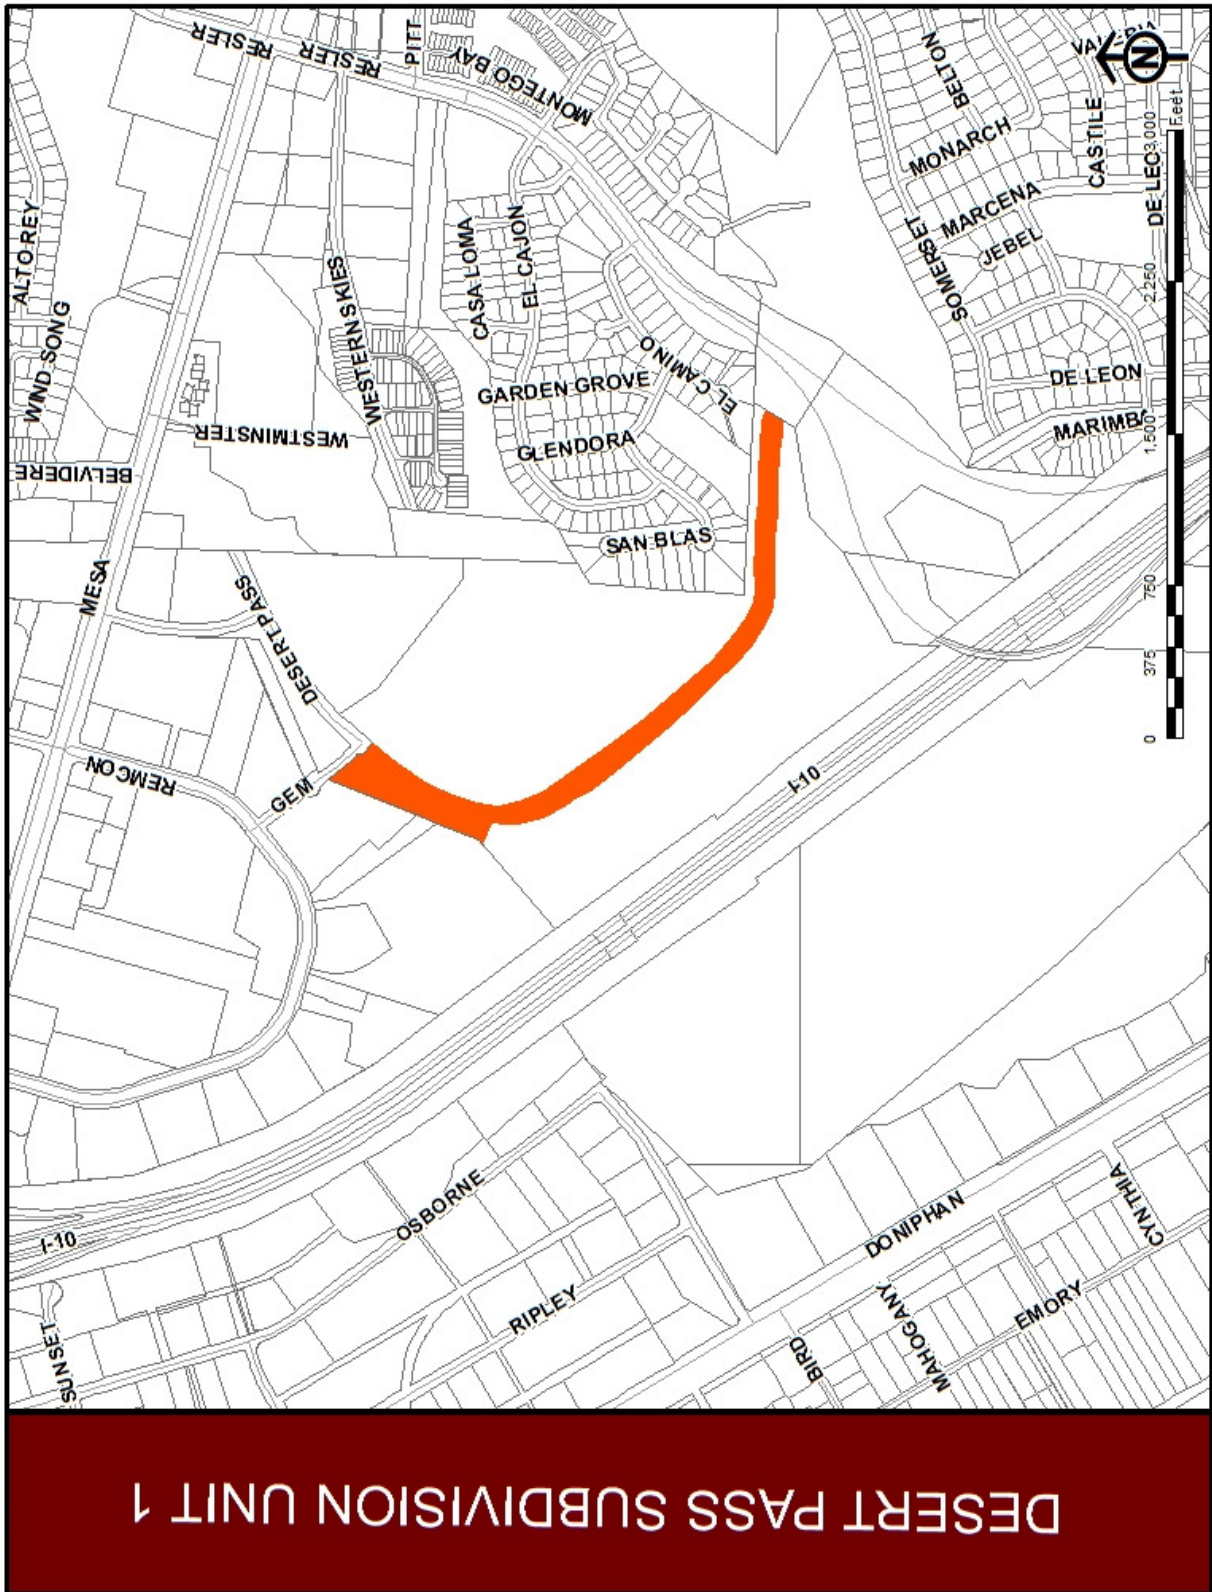 DESERT PASS SUBDIVISION UNIT 1
RESLER
RESLER
RESLER
PITT
MONTEGO BAY
ALTO REY
WIND SONG
BELVIDERE
WESTMINSTER
WESTERN SKIES
CASA LOMA
EL CAJON
GARDEN GROVE
EL CAMINO
GLENDORA
SAN BLAS
MESA
DESERT PASS
REMCON
GEM
I-10
I-10
BELTON
MONARCH
CASTILE
MARCENA
JEBEL
SOMERSET
DE LEON
MARIMBA
DE LEO
N
0 375 750 1,500 2,250 3,000
Feet
OSBORNE
RIPLEY
SUNSET
DONIPHAN
CYNTHIA
EMORY
MAHOGANY
BIRD